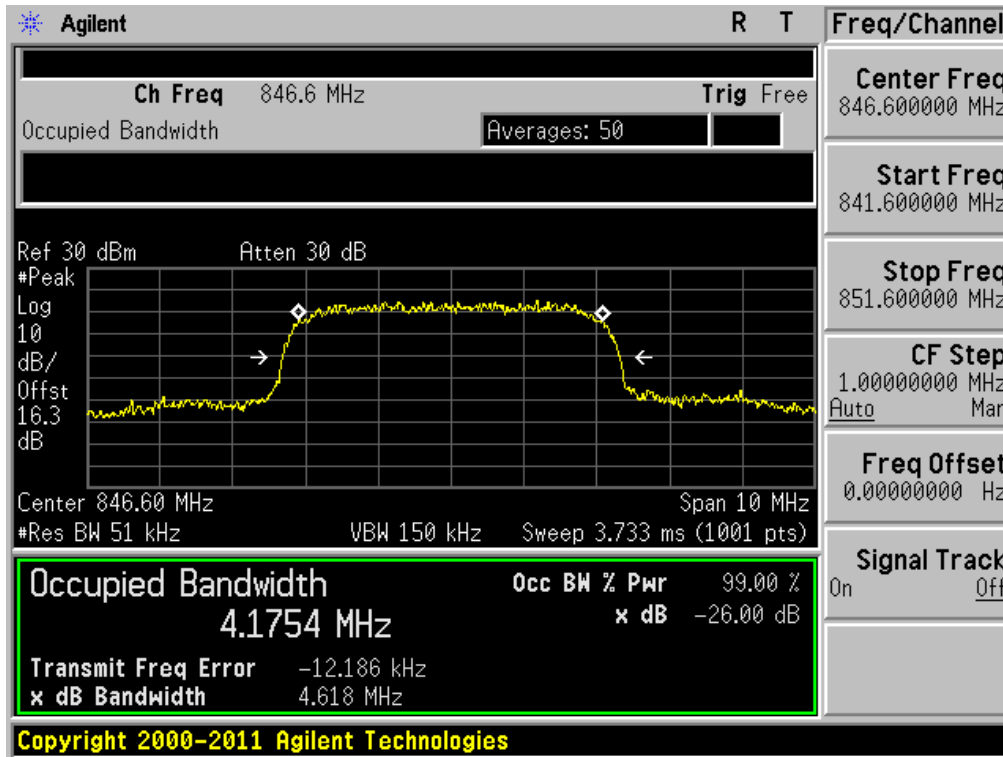 Agilent R T Freq/Channel
Ch Freq 846.6 MHz Trig Free
Occupied Bandwidth Averages: 50
Center Freq
846.600000 MHz
Start Freq
841.600000 MHz
Stop Freq
851.600000 MHz
CF Step
1.00000000 MHz
Auto Man
Freq Offset
0.00000000 Hz
Signal Track
On Off
Ref 30 dBm Atten 30 dB
#Peak
Log
10
dB/
Offst
16.3
dB
Center 846.60 MHz Span 10 MHz
#Res BW 51 kHz VBW 150 kHz Sweep 3.733 ms (1001 pts)
Occupied Bandwidth
4.1754 MHz
Occ BW % Pwr 99.00 %
x dB -26.00 dB
Transmit Freq Error -12.186 kHz
x dB Bandwidth 4.618 MHz
Copyright 2000-2011 Agilent Technologies